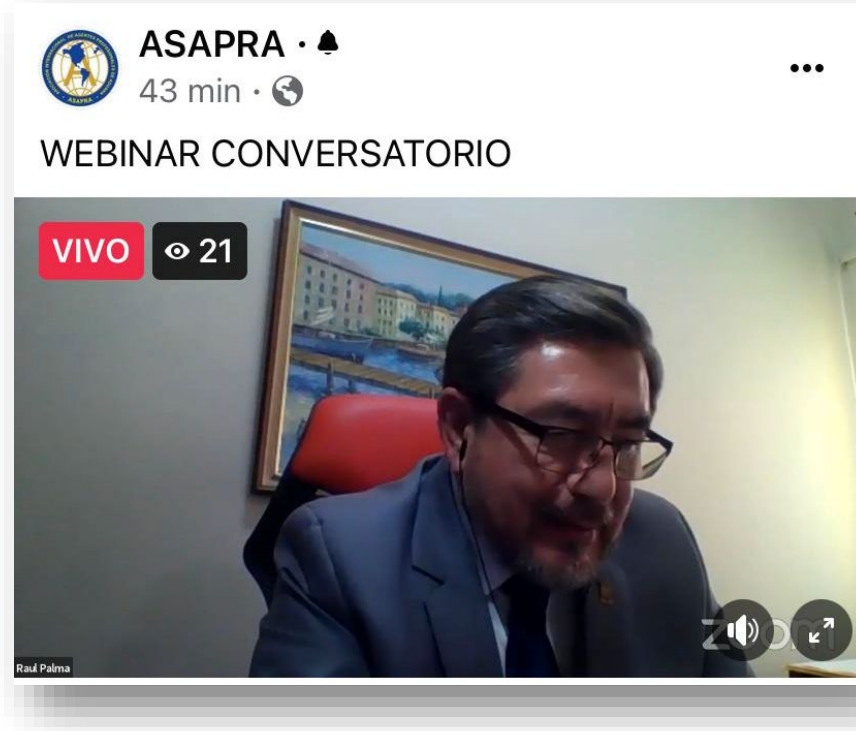 ASAPRA ·
43 min ·
WEBINAR CONVERSATORIO
VIVO
21
zoom
Raul Palma